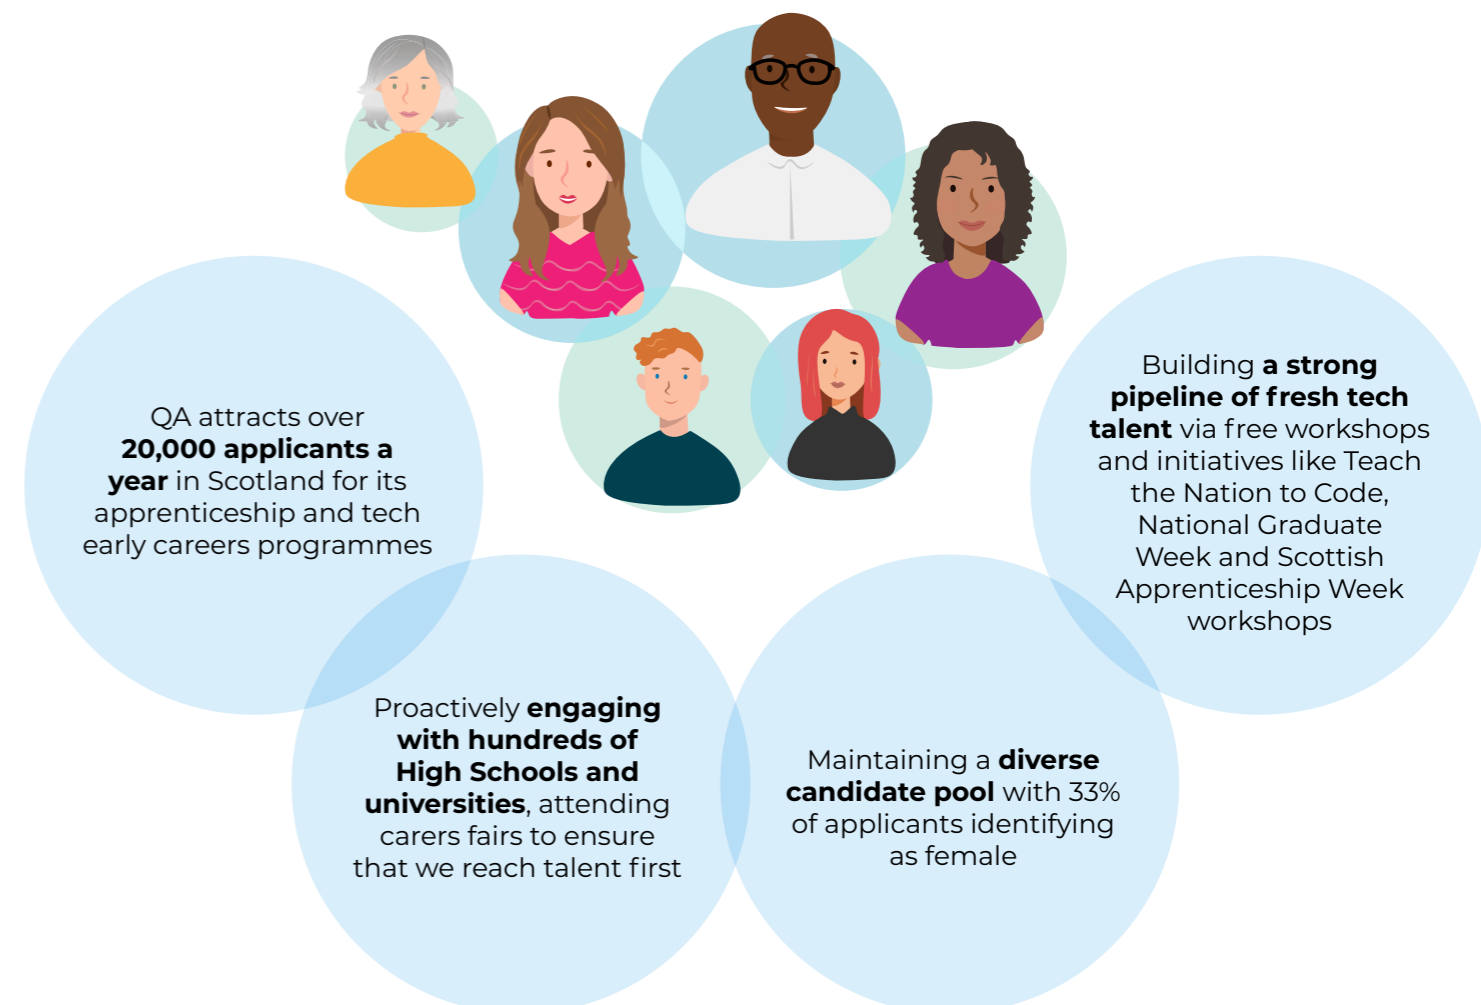 QA attracts over
20,000 applicants a
year in Scotland for its
apprenticeship and tech
early careers programmes
Proactively engaging
with hundreds of
High Schools and
universities, attending
carers fairs to ensure
that we reach talent first
Maintaining a diverse
candidate pool with 33%
of applicants identifying
as female
Building a strong
pipeline of fresh tech
talent via free workshops
and initiatives like Teach
the Nation to Code,
National Graduate
Week and Scottish
Apprenticeship Week
workshops